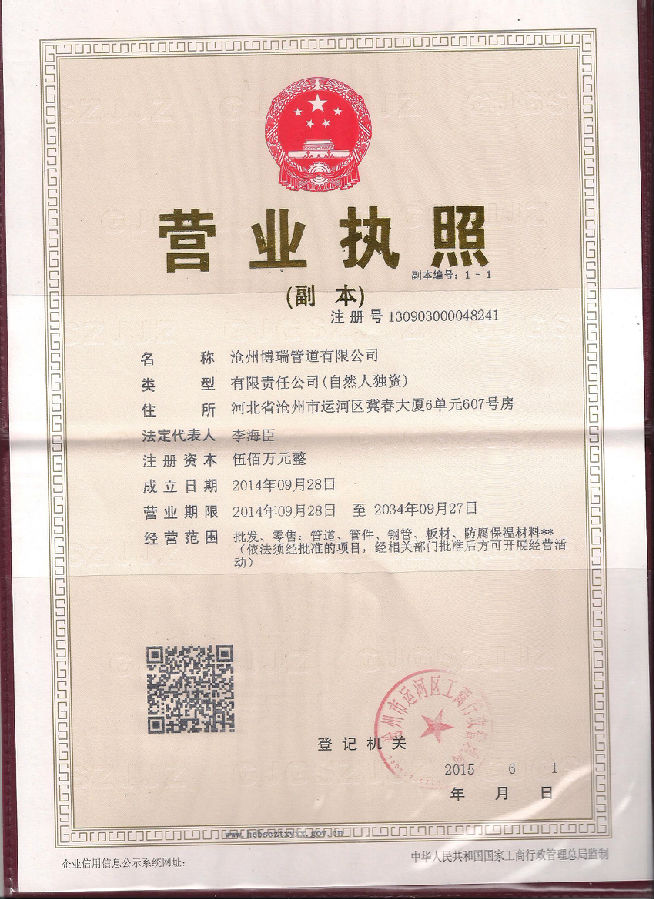 营业执照
副本编号：1-1
(副 本)
注 册 号 130903000048241
名 称 沧州博瑞管道有限公司
类 型 有限责任公司(自然人独资)
住 所 河北省沧州市运河区冀春大厦6单元607号房
法定代表人 李海臣
注 册 资 本 伍佰万元整
成 立 日 期 2014年09月28日
营 业 期 限 2014年09月28日 至 2034年09月27日
经 营 范 围 批发、零售：管道、管件、钢管、板材、防腐保温材料**
（依法须经批准的项目，经相关部门批准后方可开展经营活
动）
登 记 机 关
2015 6 1
年 月 日
企业信用信息公示系统网址：
中华人民共和国国家工商行政管理总局监制